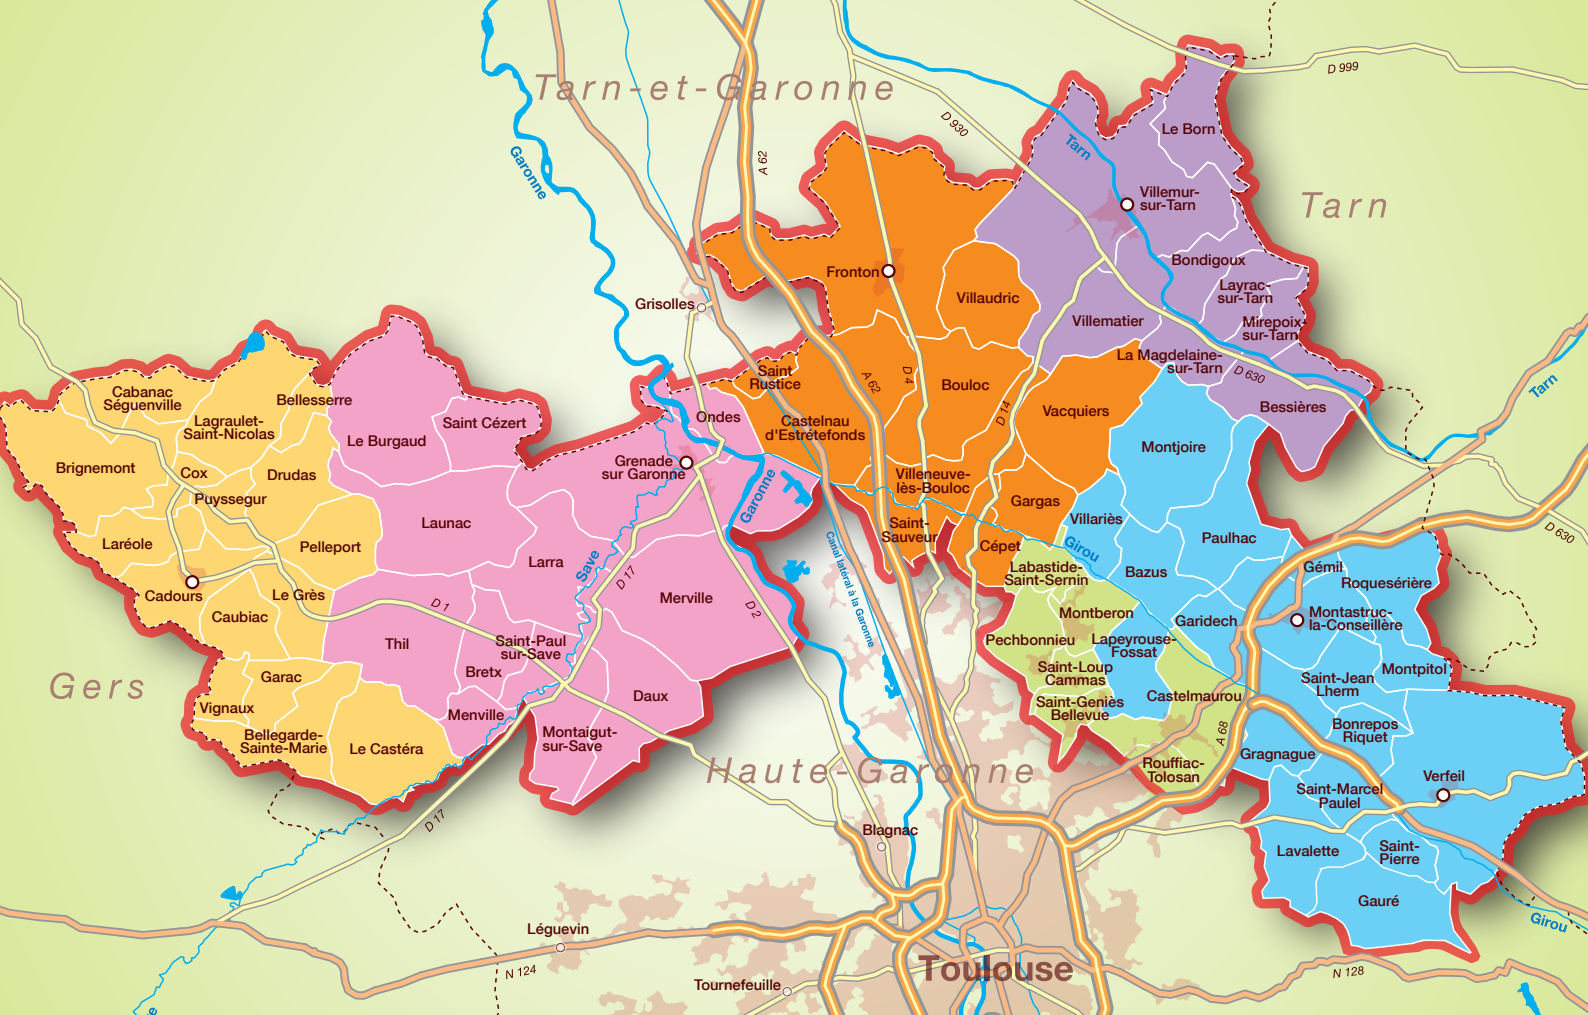 Tarn-et-Garonne
D 999
D 930
Tarn
Le Born
A 62
Garonne
Villemur-
sur-Tarn
Tarn
Bondigoux
Fronton
Layrac-
sur-Tarn
Villaudric
Grisolles
Villematier
Mirepoix-
sur-Tarn
La Magdelaine-
sur-Tarn
D 630
Saint
Rustice
A 62
D 4
Bouloc
Tarn
Cabanac
Séguenville
Bellesserre
Bessières
Vacquiers
D 14
Ondes
Lagraulet-
Saint-Nicolas
Saint Cézert
Castelnau
d'Estrétefonds
Le Burgaud
Montjoire
Brignemont
Cox
Drudas
Grenade
sur Garonne
Villeneuve-
lès-Bouloc
Puyssegur
Garonne
Gargas
Launac
Villariès
Saint-
Sauveur
D 630
Laréole
Pelleport
Cépet
Girou
Paulhac
Larra
Save
Canal latéral à la Garonne
Labastide-
Saint-Sernin
Bazus
Gémil
Roquesérière
D 17
Cadours
Le Grès
D 1
Merville
D 2
Caubiac
Montberon
Garidech
Montastruc-
la-Conseillère
Thil
Saint-Paul
sur-Save
Pechbonnieu
Lapeyrouse-
Fossat
Bretx
Saint-Loup
Cammas
Montpitol
Garac
Saint-Jean
Lherm
Gers
Daux
Castelmaurou
Vignaux
Menville
Saint-Geniès
Bellevue
Bonrepos
Riquet
Bellegarde-
Sainte-Marie
Le Castéra
Montaigut-
sur-Save
A 68
Gragnague
Haute-Garonne
Rouffiac-
Tolosan
Verfeil
Saint-Marcel
Paulel
D 17
Blagnac
Lavalette
Saint-
Pierre
Gauré
Girou
Léguevin
N 124
Toulouse
N 128
Tournefeuille